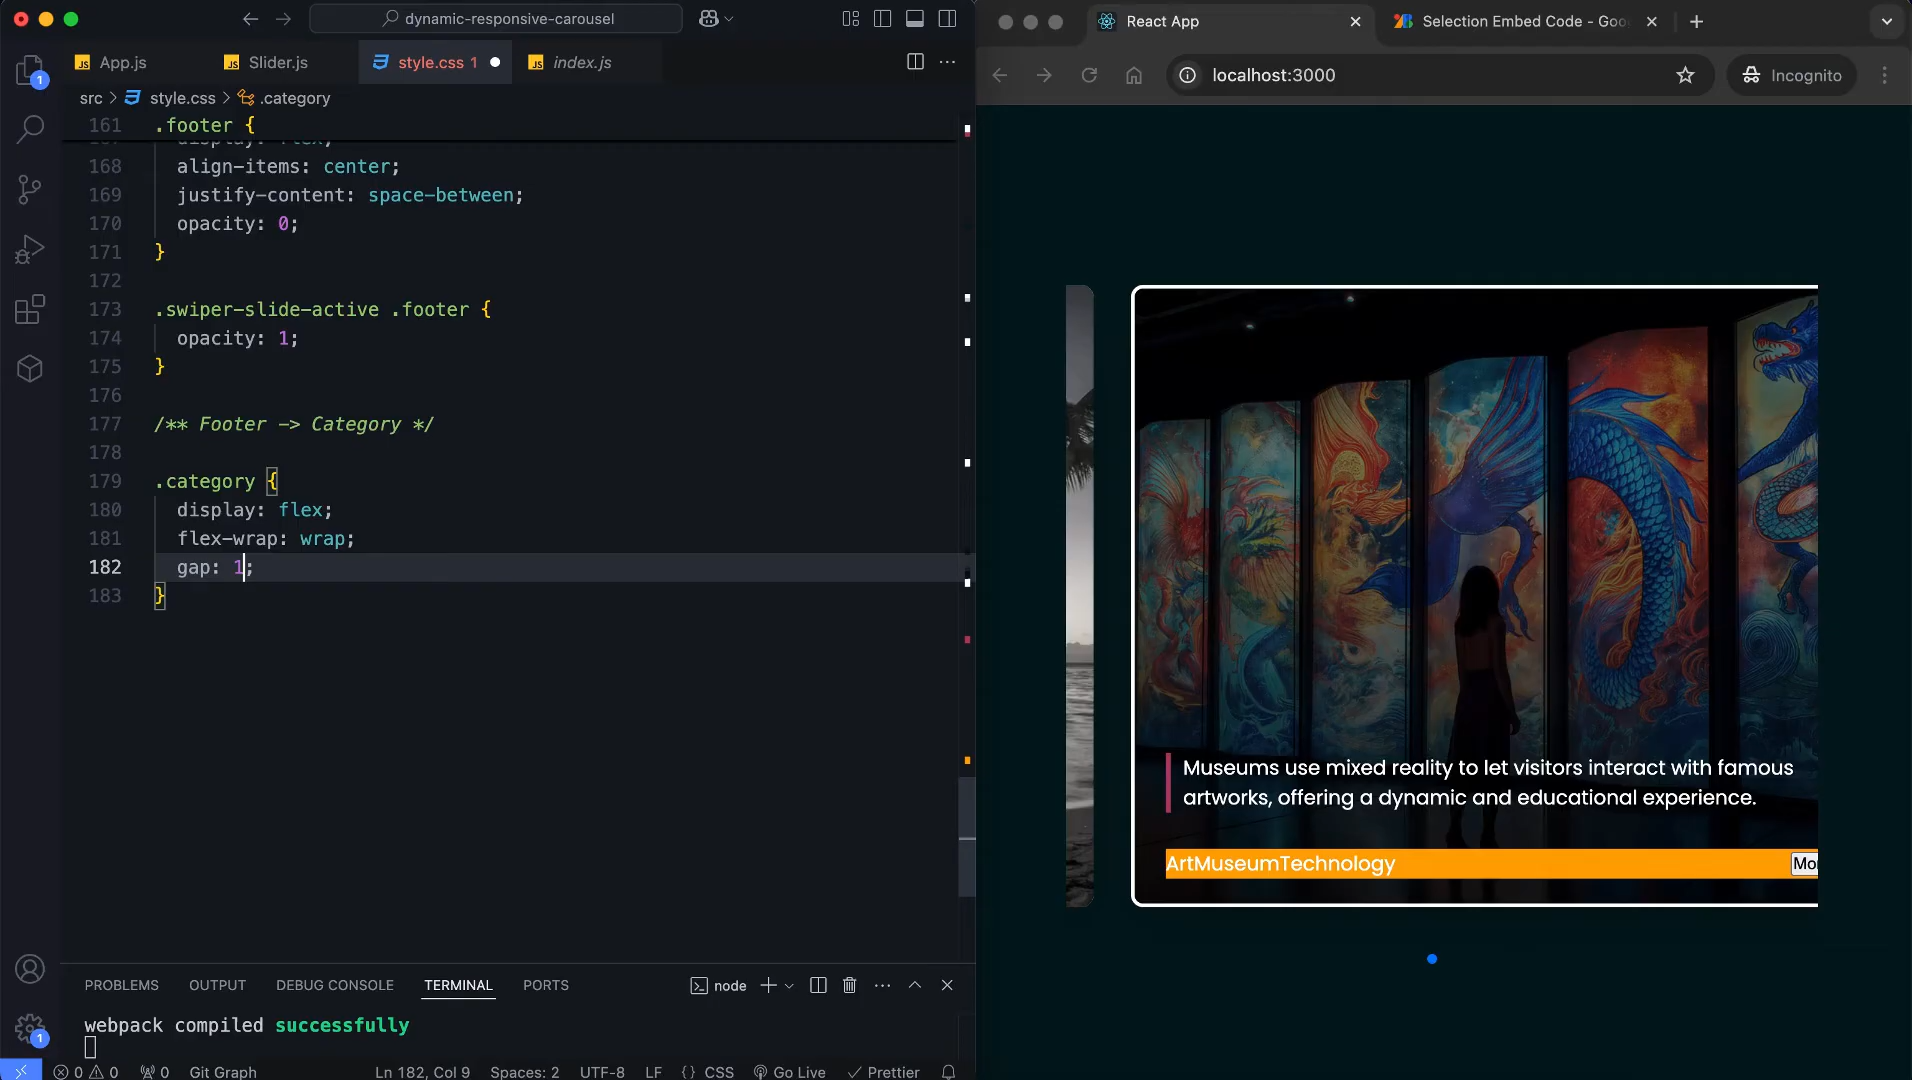 dynamic-responsive-carousel
App.js
Slider.js
style.css 1
index.js
src > style.css > .category
161 .footer {
display: flex;
168 align-items: center;
169 justify-content: space-between;
170 opacity: 0;
171 }
172
173 .swiper-slide-active .footer {
174 opacity: 1;
175 }
176
177 /** Footer -> Category */
178
179 .category {
180 display: flex;
181 flex-wrap: wrap;
182 gap: 1;
183 }
1
1
PROBLEMS OUTPUT DEBUG CONSOLE TERMINAL PORTS
node
webpack compiled successfully
0 0 0 Git Graph Ln 182, Col 9 Spaces: 2 UTF-8 LF {} CSS Go Live Prettier
React App
Selection Embed Code - Goo
localhost:3000
Incognito
Museums use mixed reality to let visitors interact with famous
artworks, offering a dynamic and educational experience.
ArtMuseumTechnology